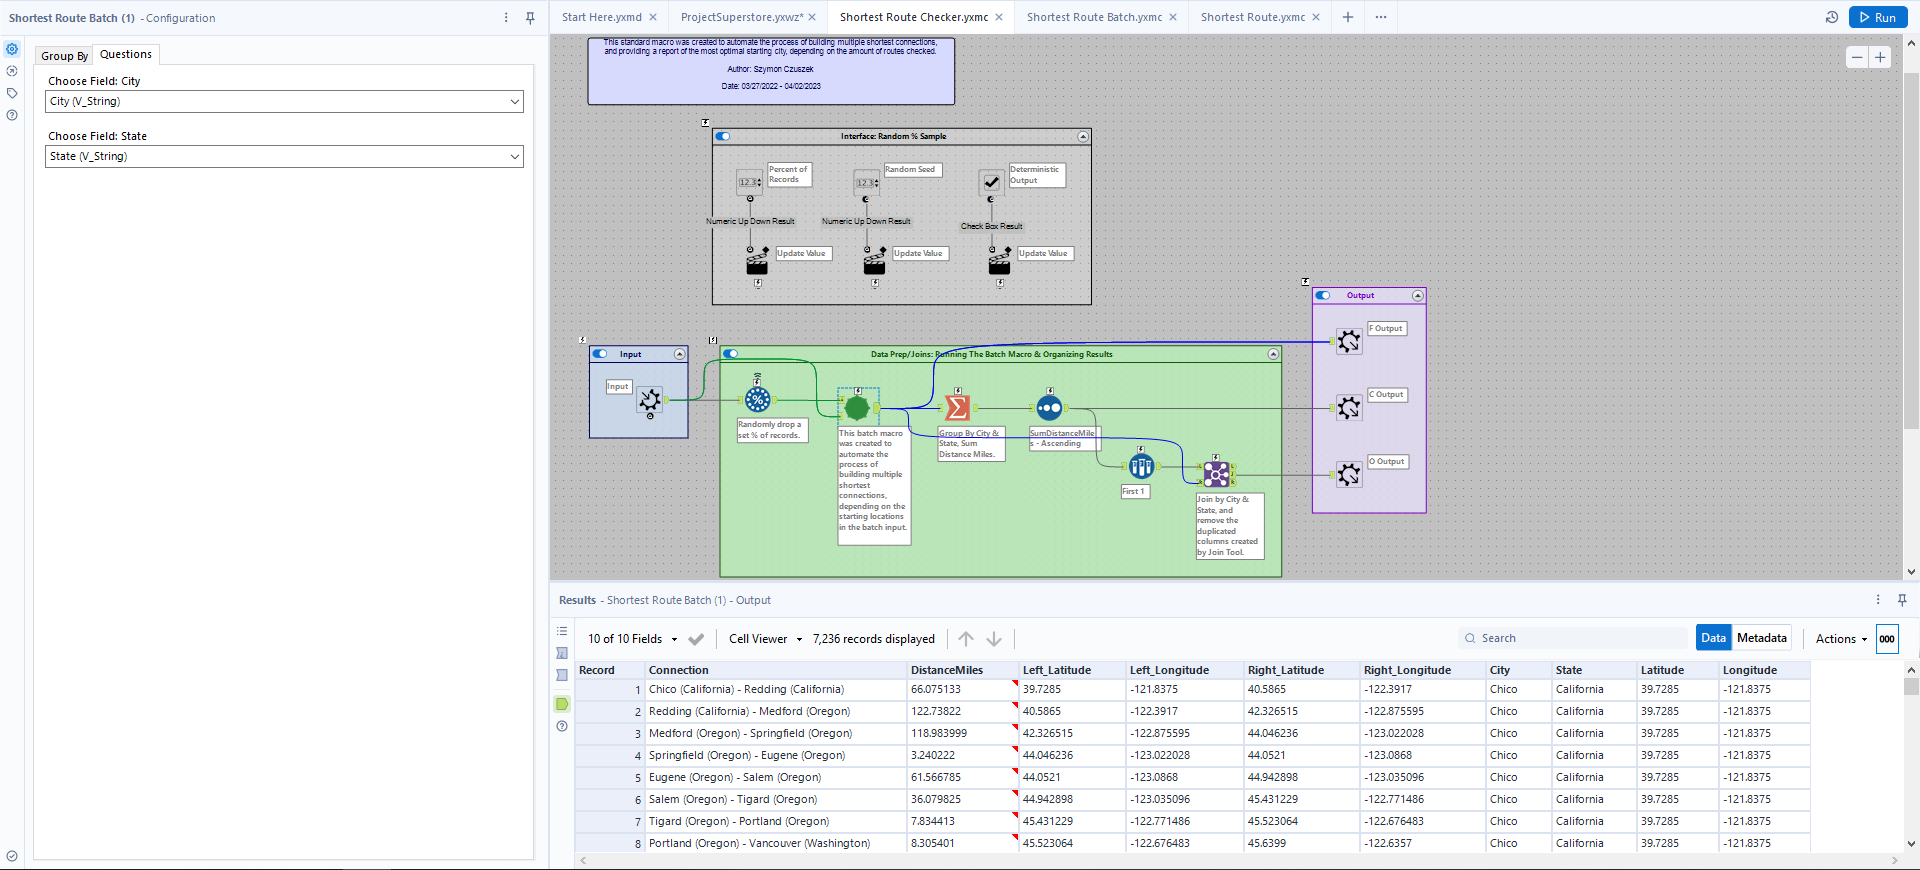 Shortest Route Batch (1) - Configuration
Start Here.yxmd
ProjectSuperstore.yxwz*
Shortest Route Checker.yxmc
Shortest Route Batch.yxmc
Shortest Route.yxmc
Run
Group By
Questions
Choose Field: City
City (V_String)
Choose Field: State
State (V_String)
This standard macro was created to automate the process of building multiple shortest connections,
and providing a report of the most optimal starting city, depending on the amount of routes checked.
Author: Szymon Czuszek
Date: 03/27/2022 - 04/02/2023
Interface: Random % Sample
Percent of
Records
Random Seed
Deterministic
Output
Numeric Up Down Result
Numeric Up Down Result
Check Box Result
Update Value
Update Value
Update Value
Input
Input
Data Prep/Joins: Running The Batch Macro & Organizing Results
Randomly drop a
set % of records.
This batch macro
was created to
automate the
process of
building multiple
shortest
connections,
depending on the
starting locations
in the batch input.
Group By City &
State, Sum
Distance Miles.
SumDistanceMile
s - Ascending
First 1
Join by City &
State, and
remove the
duplicated
columns created
by Join Tool.
Output
F Output
C Output
O Output
Results - Shortest Route Batch (1) - Output
10 of 10 Fields
Cell Viewer
7,236 records displayed
Search
Data
Metadata
Actions
000
Record Connection DistanceMiles Left_Latitude Left_Longitude Right_Latitude Right_Longitude City State Latitude Longitude
1 Chico (California) - Redding (California) 66.075133 39.7285 -121.8375 40.5865 -122.3917 Chico California 39.7285 -121.8375
2 Redding (California) - Medford (Oregon) 122.73822 40.5865 -122.3917 42.326515 -122.875595 Chico California 39.7285 -121.8375
3 Medford (Oregon) - Springfield (Oregon) 118.983999 42.326515 -122.875595 44.046236 -123.022028 Chico California 39.7285 -121.8375
4 Springfield (Oregon) - Eugene (Oregon) 3.240222 44.046236 -123.022028 44.0521 -123.0868 Chico California 39.7285 -121.8375
5 Eugene (Oregon) - Salem (Oregon) 61.566785 44.0521 -123.0868 44.942898 -123.035096 Chico California 39.7285 -121.8375
6 Salem (Oregon) - Tigard (Oregon) 36.079825 44.942898 -123.035096 45.431229 -122.771486 Chico California 39.7285 -121.8375
7 Tigard (Oregon) - Portland (Oregon) 7.834413 45.431229 -122.771486 45.523064 -122.676483 Chico California 39.7285 -121.8375
8 Portland (Oregon) - Vancouver (Washington) 8.305401 45.523064 -122.676483 45.6399 -122.6357 Chico California 39.7285 -121.8375